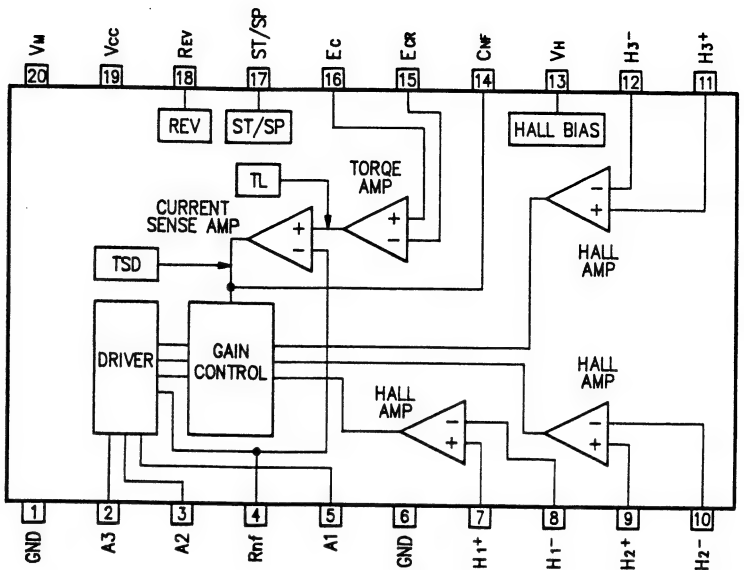 VM VCC REV ST/SP EC ECR CNF VH H3- H3+
20 19 18 17 16 15 14 13 12 11
REV ST/SP HALL BIAS
TL
TORQE
AMP
CURRENT
SENSE AMP
+
-
+
-
-
+
HALL
AMP
TSD
DRIVER
GAIN
CONTROL
HALL
AMP
-
+
HALL
AMP
-
+
1 2 3 4 5 6 7 8 9 10
GND A3 A2 Rnf A1 GND H1+ H1- H2+ H2-